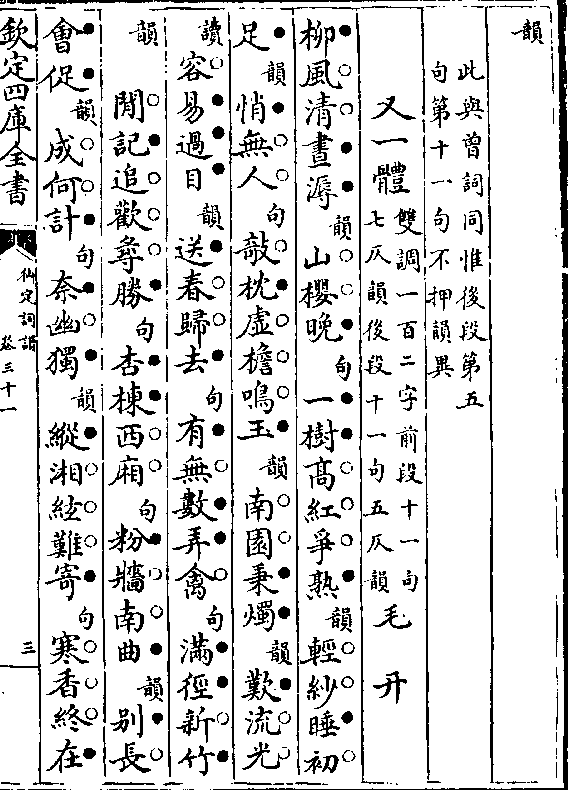 韻
此與曾詞同惟後段第五
句第十一句不押韻異
又一體 雙調一百二字前段十一句
七仄韻後段十一句五仄韻 毛 幵
柳風清晝溽韻山櫻晚句一樹高紅爭熟韻輕紗睡初
足韻悄無人句敧枕虛檐鳴玉韻南園秉燭韻歎流光
讀容易過目韻送春歸去句有無數弄禽句滿徑新竹
韻 閒記追歡尋勝句杏棟西廂句粉牆南曲韻別長
會促韻成何計句奈幽獨韻縱湘絃難寄句寒香終在
欽定四庫全書
御定詞譜
卷三十一
三